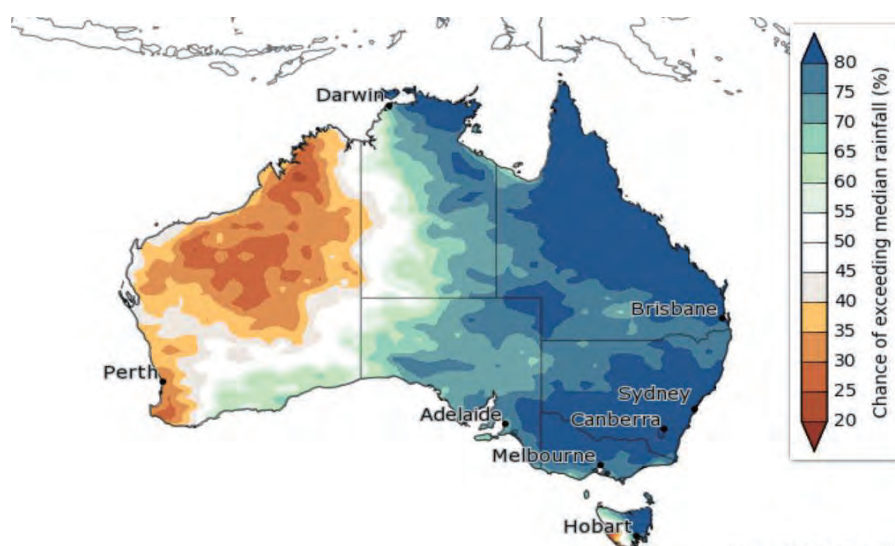 Darwin
Brisbane
Perth
Sydney
Adelaide
Canberra
Melbourne
Hobart
80
75
70
65
60
55
50
45
40
35
30
25
20
Chance of exceeding median rainfall (%)